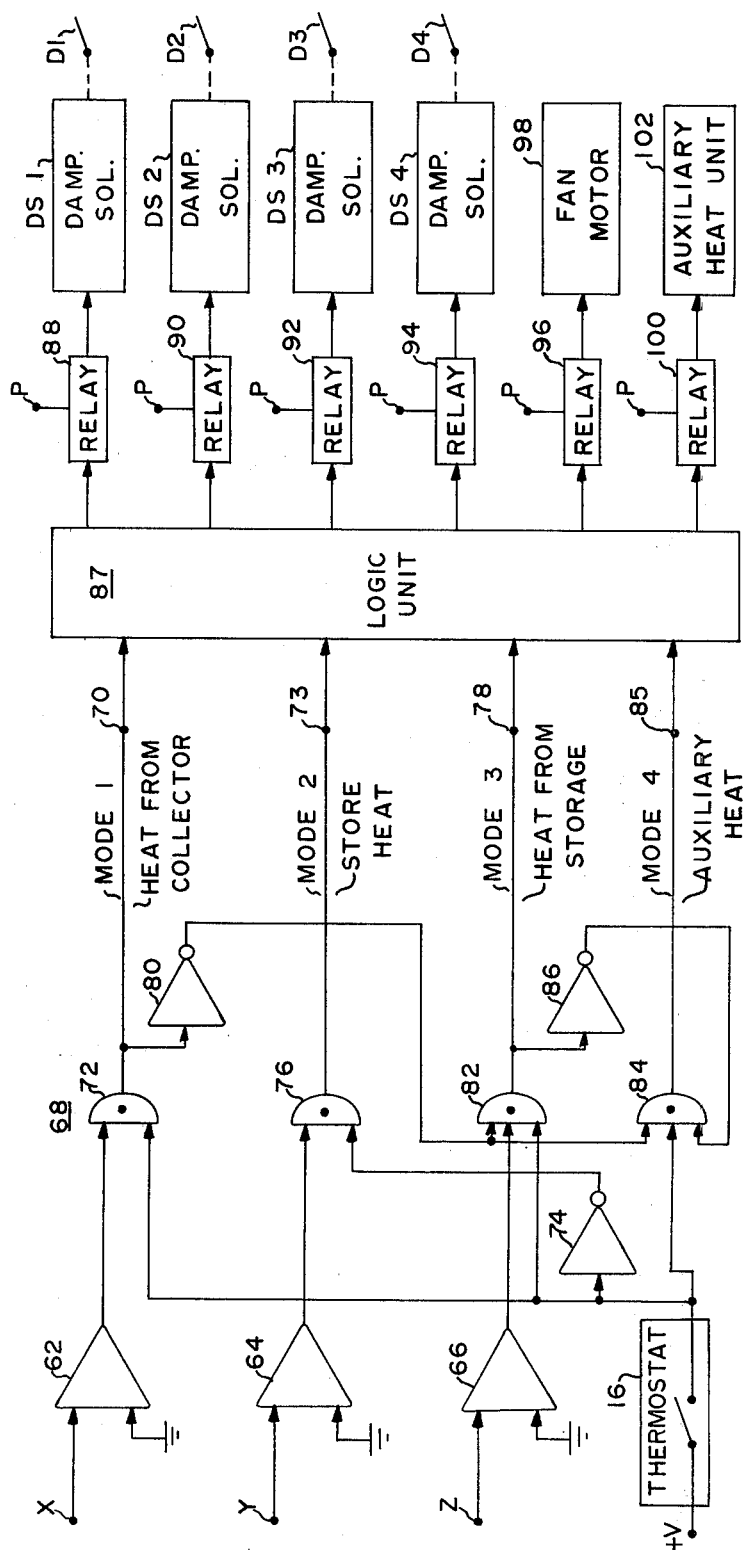 X
62
68
72
80
MODE 1
HEAT FROM
COLLECTOR
70
Y
64
76
MODE 2
STORE
HEAT
73
Z
66
74
82
86
MODE 3
HEAT FROM
STORAGE
78
+V
16
THERMOSTAT
84
MODE 4
AUXILIARY
HEAT
85
87
LOGIC
UNIT
P
RELAY
88
DS 1
DAMP.
SOL.
D1
P
RELAY
90
DS 2
DAMP.
SOL.
D2
P
RELAY
92
DS 3
DAMP.
SOL.
D3
P
RELAY
94
DS 4
DAMP.
SOL.
D4
P
RELAY
96
FAN
MOTOR
98
P
RELAY
100
AUXILIARY
HEAT UNIT
102